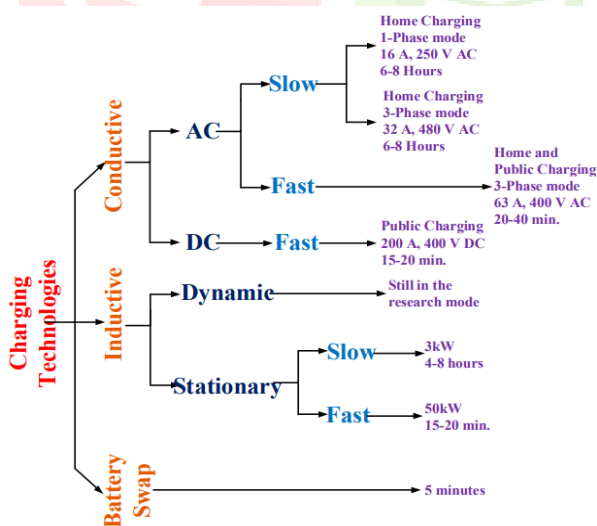 Charging
Technologies
Conductive
AC
Slow
Home Charging
1-Phase mode
16 A, 250 V AC
6-8 Hours
Home Charging
3-Phase mode
32 A, 480 V AC
6-8 Hours
Fast
Home and
Public Charging
3-Phase mode
63 A, 400 V AC
20-40 min.
DC
Fast
Public Charging
200 A, 400 V DC
15-20 min.
Inductive
Dynamic
Still in the
research mode
Stationary
Slow
3kW
4-8 hours
Fast
50kW
15-20 min.
Battery
Swap
5 minutes